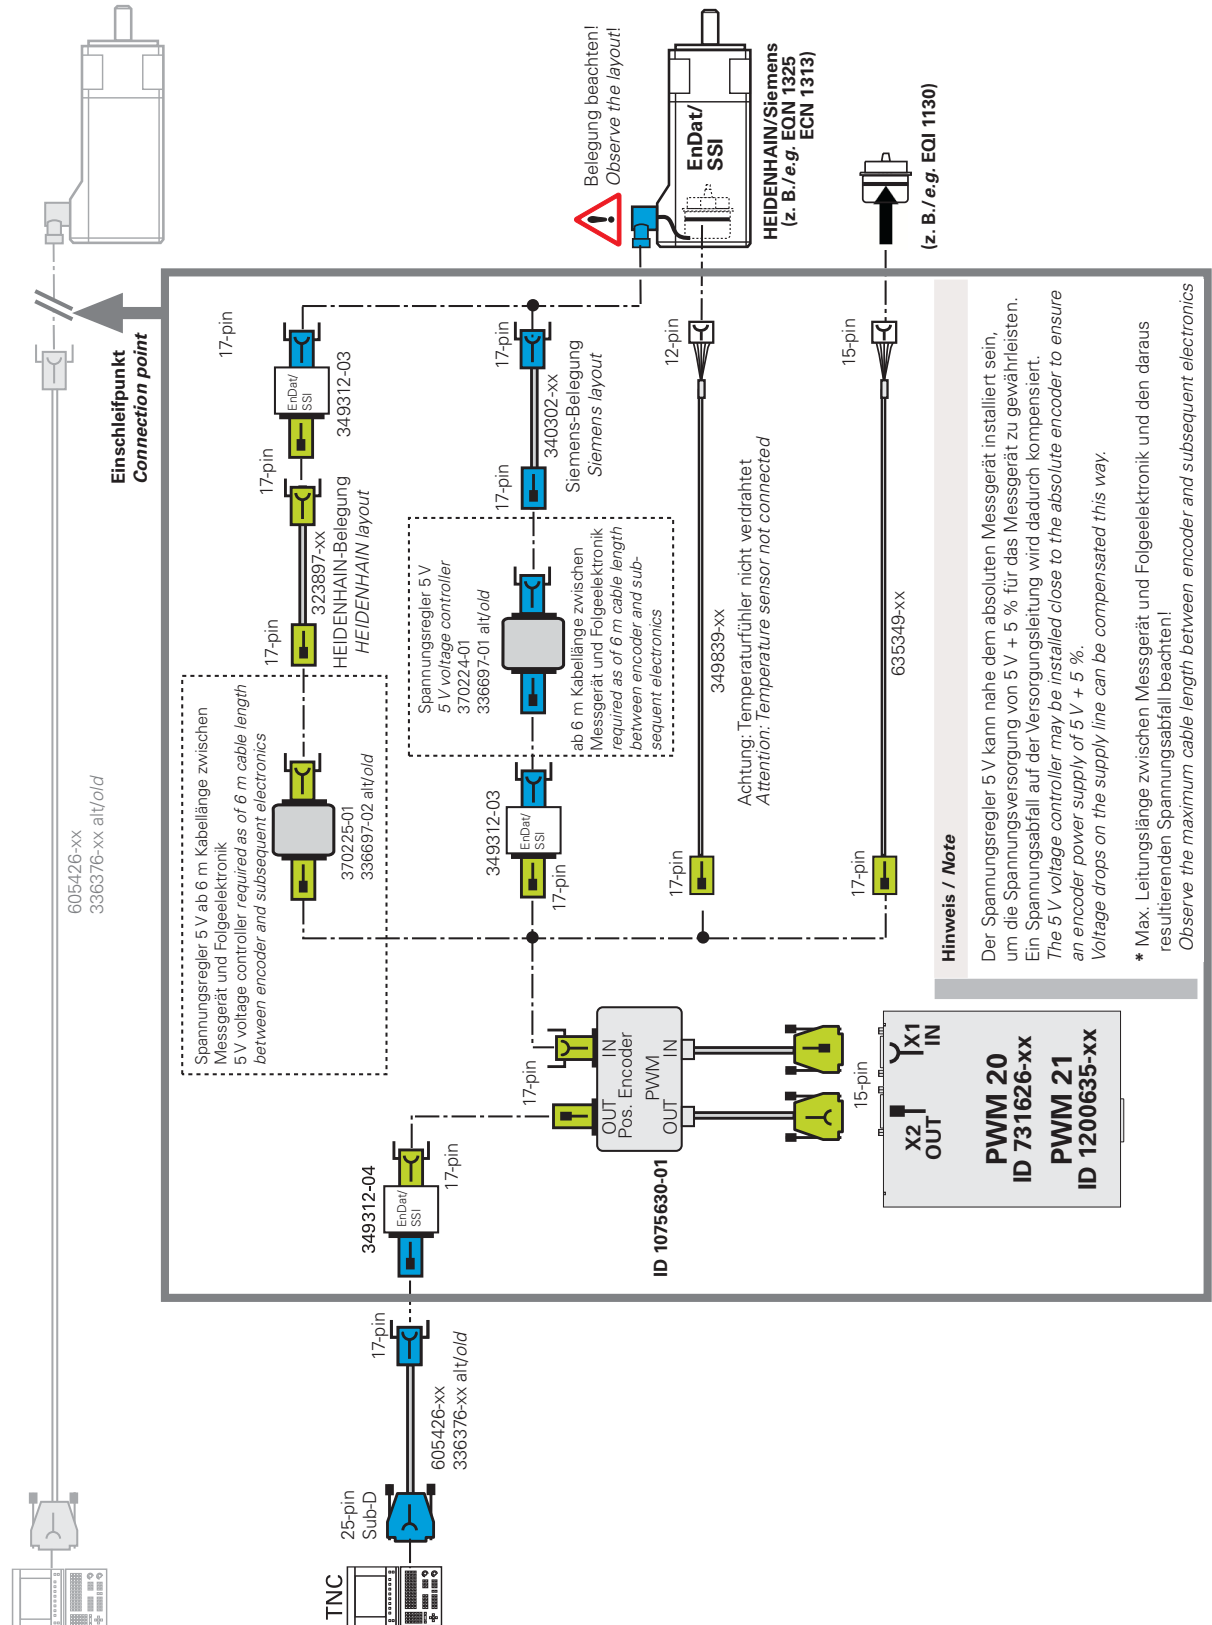 605426-xx
336376-xx alt/old
Einschleifpunkt
Connection point
TNC
25-pin
Sub-D
605426-xx
336376-xx alt/old
17-pin
349312-04
EnDat/
SSI
17-pin
Spannungsregler 5 V ab 6 m Kabellänge zwischen
Messgerät und Folgeelektronik
5 V voltage controller required as of 6 m cable length
between encoder and subsequent electronics
370225-01
336697-02 alt/old
17-pin
323897-xx
HEIDENHAIN-Belegung
HEIDENHAIN layout
17-pin
EnDat/
SSI
349312-03
17-pin
17-pin
349312-03
EnDat/
SSI
Spannungsregler 5 V
5 V voltage controller
370224-01
336697-01 alt/old
ab 6 m Kabellänge zwischen
Messgerät und Folgeelektronik
required as of 6 m cable length
between encoder and sub-
sequent electronics
17-pin
340302-xx
Siemens-Belegung
Siemens layout
17-pin
Belegung beachten!
Observe the layout!
EnDat/
SSI
HEIDENHAIN/Siemens
(z. B./e.g. EQN 1325
ECN 1313)
17-pin
OUT IN
Pos. Encoder
PWM
OUT IN
ID 1075630-01
17-pin
349839-xx
Achtung: Temperaturfühler nicht verdrahtet
Attention: Temperature sensor not connected
12-pin
17-pin
635349-xx
15-pin
(z. B./e.g. EQI 1130)
15-pin
X2
OUT
X1
IN
PWM 20
ID 731626-xx
PWM 21
ID 1200635-xx
Hinweis / Note
Der Spannungsregler 5 V kann nahe dem absoluten Messgerät installiert sein,
um die Spannungsversorgung von 5 V + 5 % für das Messgerät zu gewährleisten.
Ein Spannungsabfall auf der Versorgungsleitung wird dadurch kompensiert.
The 5 V voltage controller may be installed close to the absolute encoder to ensure
an encoder power supply of 5 V + 5 %.
Voltage drops on the supply line can be compensated this way.
* Max. Leitungslänge zwischen Messgerät und Folgeelektronik und den daraus
resultierenden Spannungsabfall beachten!
Observe the maximum cable length between encoder and subsequent electronics